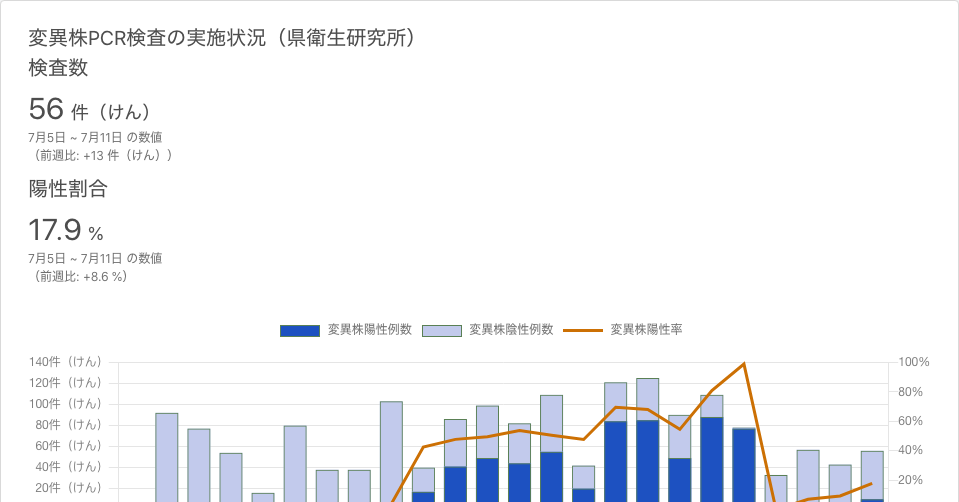 変異株PCR検査の実施状況（県衛生研究所）
検査数
56 件（けん）
7月5日 ~ 7月11日 の数値
（前週比: +13 件（けん））
陽性割合
17.9 %
7月5日 ~ 7月11日 の数値
（前週比: +8.6 %）
変異株陽性例数 変異株陰性例数 変異株陽性率
140件（けん） 100%
120件（けん） 80%
100件（けん）
80件（けん） 60%
60件（けん） 40%
40件（けん）
20件（けん） 20%